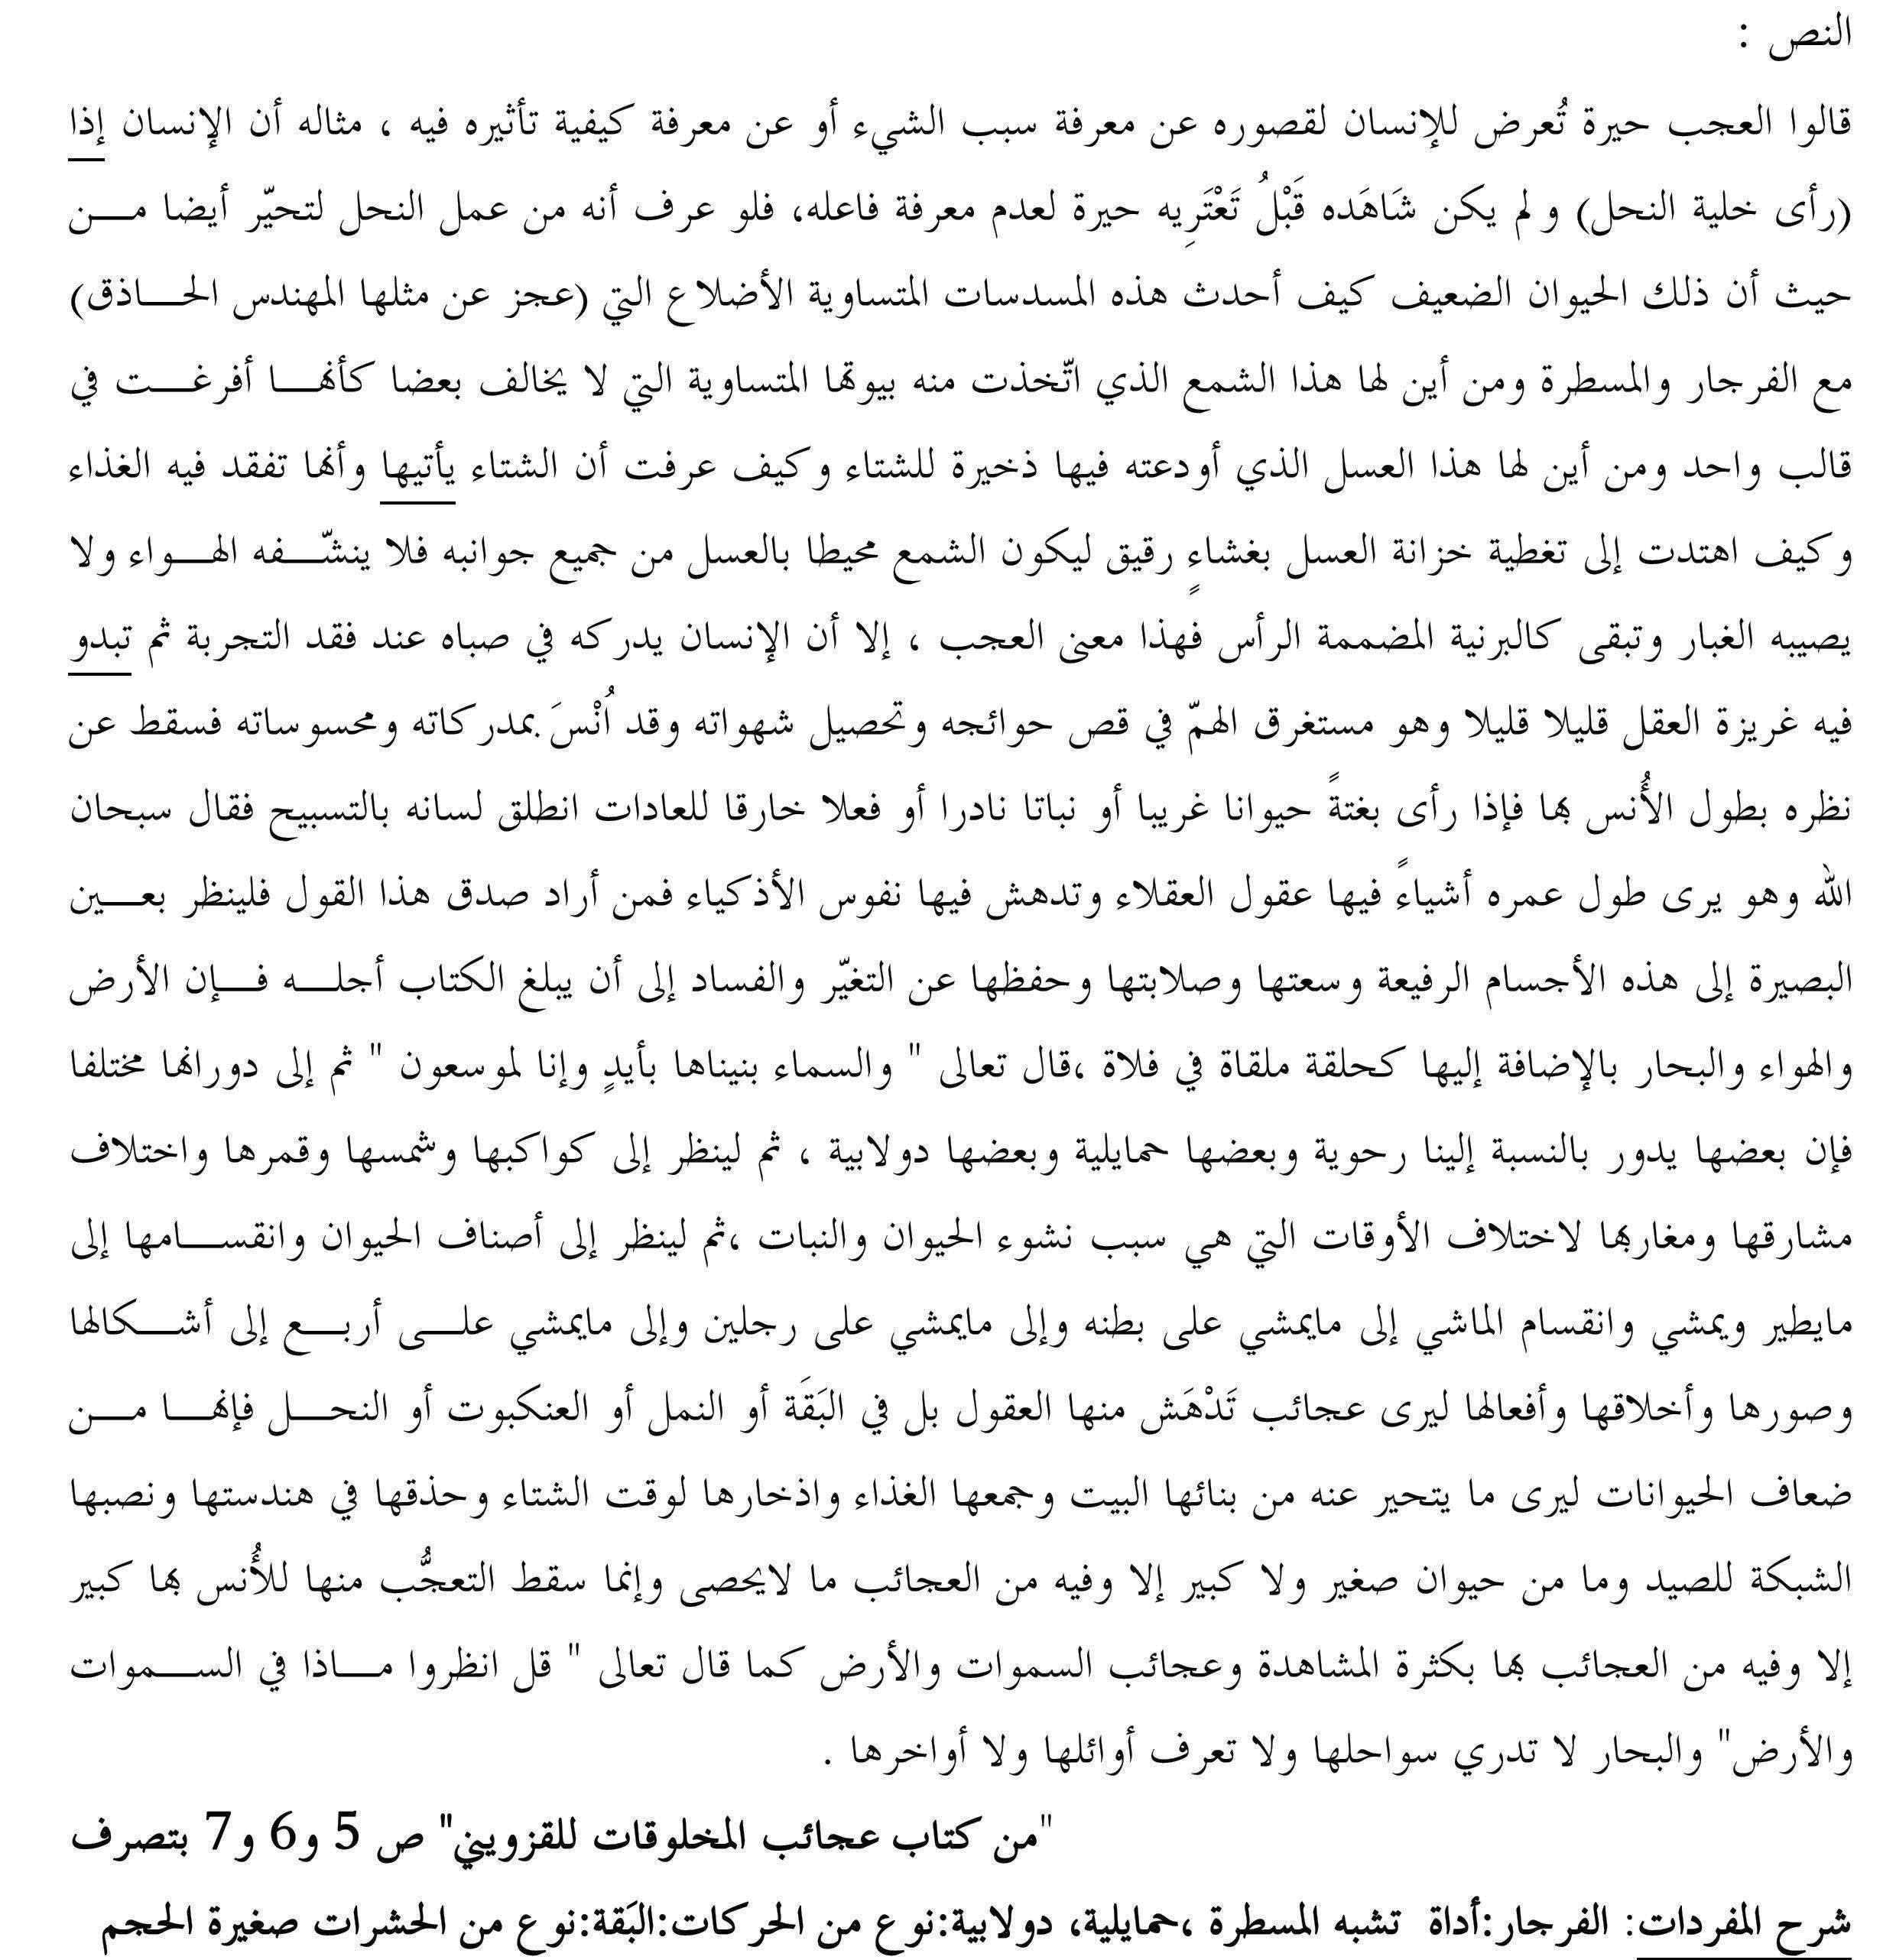 النص :
قالوا العجب حيرة تُعرض للإنسان لقصوره عن معرفة سبب الشيء أو عن معرفة كيفية تأثيره فيه ، مثاله أن الإنسان إذا
(رأى خلية النحل) و لم يكن شَاهَده قَبْلُ تَعْتَرِيه حيرة لعدم معرفة فاعله، فلو عرف أنه من عمل النحل لتحيّر أيضا مـــن
حيث أن ذلك الحيوان الضعيف كيف أحدث هذه المسدسات المتساوية الأضلاع التي (عجز عن مثلها المهندس الحـــاذق)
مع الفرجار والمسطرة ومن أين لها هذا الشمع الذي اتّخذت منه بيوتها المتساوية التي لا يخالف بعضا كأنهـــا أفرغـــت في
قالب واحد ومن أين لها هذا العسل الذي أودعته فيها ذخيرة للشتاء وكيف عرفت أن الشتاء يأتيها وأنها تفقد فيه الغذاء
وكيف اهتدت إلى تغطية خزانة العسل بغشاءٍ رقيق ليكون الشمع محيطا بالعسل من جميع جوانبه فلا ينشّـــفه الهـــواء ولا
يصيبه الغبار وتبقى كالبرنية المضممة الرأس فهذا معنى العجب ، إلا أن الإنسان يدركه في صباه عند فقد التجربة ثم تبدو
فيه غريزة العقل قليلا قليلا وهو مستغرق الهمّ في قص حوائجه وتحصيل شهواته وقد اُنْسَ بمدركاته ومحسوساته فسقط عن
نظره بطول الأُنس بها فإذا رأى بغتةً حيوانا غريبا أو نباتا نادرا أو فعلا خارقا للعادات انطلق لسانه بالتسبيح فقال سبحان
الله وهو يرى طول عمره أشياءً فيها عقول العقلاء وتدهش فيها نفوس الأذكياء فمن أراد صدق هذا القول فلينظر بعـــين
البصيرة إلى هذه الأجسام الرفيعة وسعتها وصلابتها وحفظها عن التغيّر والفساد إلى أن يبلغ الكتاب أجلـــه فـــإن الأرض
والهواء والبحار بالإضافة إليها كحلقة ملقاة في فلاة ،قال تعالى " والسماء بنيناها بأيدٍ وإنا لموسعون " ثم إلى دورانها مختلفا
فإن بعضها يدور بالنسبة إلينا رحوية وبعضها حمايلية وبعضها دولابية ، ثم لينظر إلى كواكبها وشمسها وقمرها واختلاف
مشارقها ومغاربها لاختلاف الأوقات التي هي سبب نشوء الحيوان والنبات ،ثم لينظر إلى أصناف الحيوان وانقســـامها إلى
مايطير ويمشي وانقسام الماشي إلى مايمشي على بطنه وإلى مايمشي على رجلين وإلى مايمشي علـــى أربـــع إلى أشـــكالها
وصورها وأخلاقها وأفعالها ليرى عجائب تَدْهَش منها العقول بل في البَقَة أو النمل أو العنكبوت أو النحـــل فإنهـــا مـــن
ضعاف الحيوانات ليرى ما يتحير عنه من بنائها البيت وجمعها الغذاء واذخارها لوقت الشتاء وحذقها في هندستها ونصبها
الشبكة للصيد وما من حيوان صغير ولا كبير إلا وفيه من العجائب ما لايحصى وإنما سقط التعجُّب منها للأُنس بها كبير
إلا وفيه من العجائب بها بكثرة المشاهدة وعجائب السموات والأرض كما قال تعالى " قل انظروا مـــاذا في الســـموات
والأرض" والبحار لا تدري سواحلها ولا تعرف أوائلها ولا أواخرها .
"من كتاب عجائب المخلوقات للقزويني" ص 5 و6 و7 بتصرف
شرح المفردات: الفرجار:أداة تشبه المسطرة ،حمايلية، دولابية:نوع من الحركات:البَقة:نوع من الحشرات صغيرة الحجم